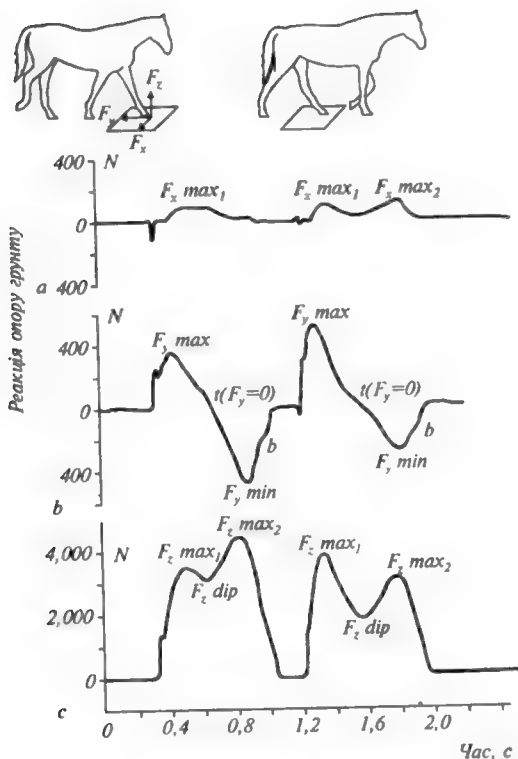 F_z
F_y
F_x
Реакція опору грунту
400 N
F_x max_1 F_x max_1 F_x max_2
0
a 400
N
F_y max
F_y max
400
t(F_y=0) t(F_y=0)
0
b b
400
F_y min
F_y min
b
F_z max_2
4,000 N F_z max_1 F_z max_1
F_z max_2
F_z dip
2,000
F_z dip
0
c 0 0,4 0,8 1,2 1,6 2,0
Час, с